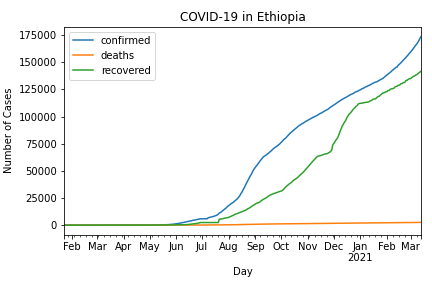 COVID-19 in Ethiopia
confirmed
deaths
recovered
Number of Cases
175000
150000
125000
100000
75000
50000
25000
0
Feb Mar Apr May Jun Jul Aug Sep Oct Nov Dec Jan Feb Mar
2021
Day